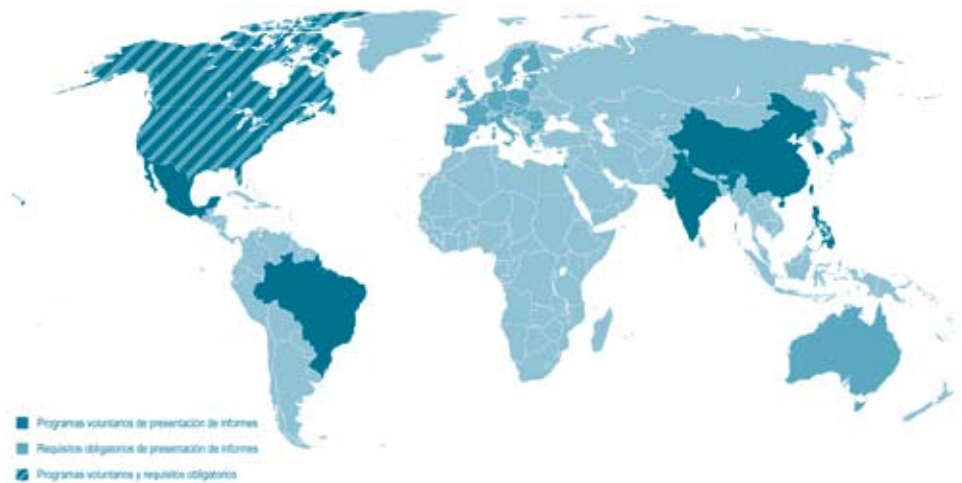 Programas voluntarios de presentación de informes
Requisitos obligatorios de presentación de informes
Programas voluntarios y requisitos obligatorios